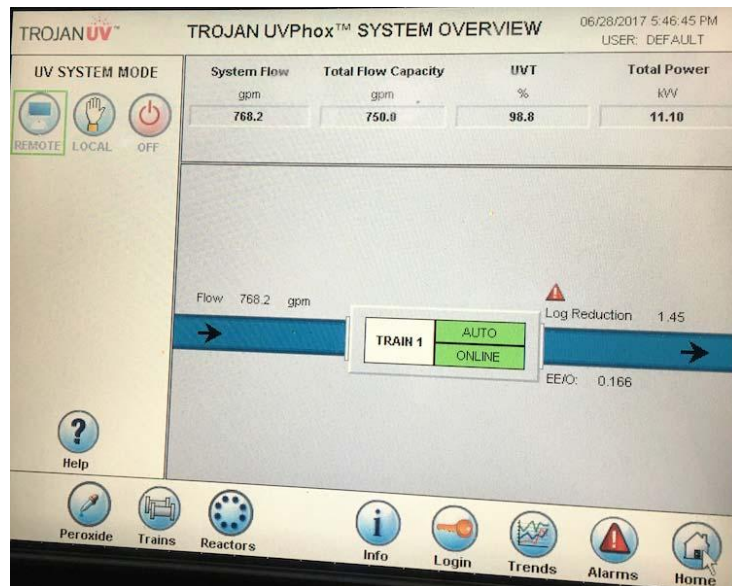 TROJANUV™
TROJAN UVPhox™ SYSTEM OVERVIEW
06/28/2017 5:46:45 PM
USER: DEFAULT
UV SYSTEM MODE
REMOTE LOCAL OFF
System Flow Total Flow Capacity UVT Total Power
gpm gpm % kW
768.2 750.0 98.8 11.10
Flow 768.2 gpm
TRAIN 1
AUTO
ONLINE
Log Reduction 1.45
EE/O: 0.166
?
Help
Peroxide Trains Reactors Info Login Trends Alarms Home